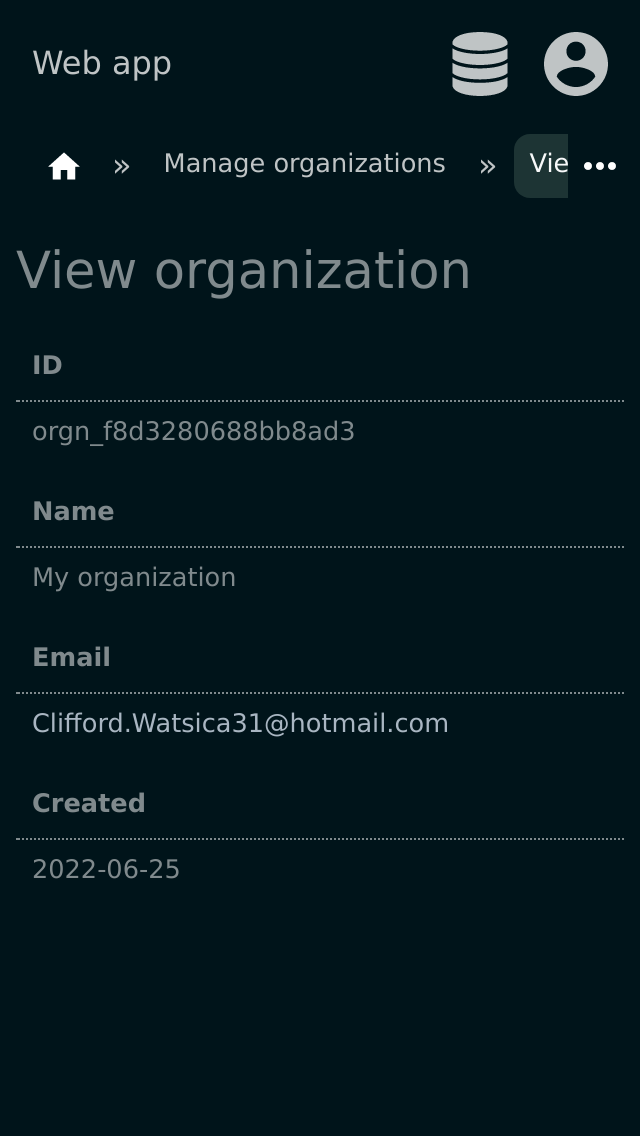 Web app
» Manage organizations » Vie •••
View organization
ID
orgn_f8d3280688bb8ad3
Name
My organization
Email
Clifford.Watsica31@hotmail.com
Created
2022-06-25